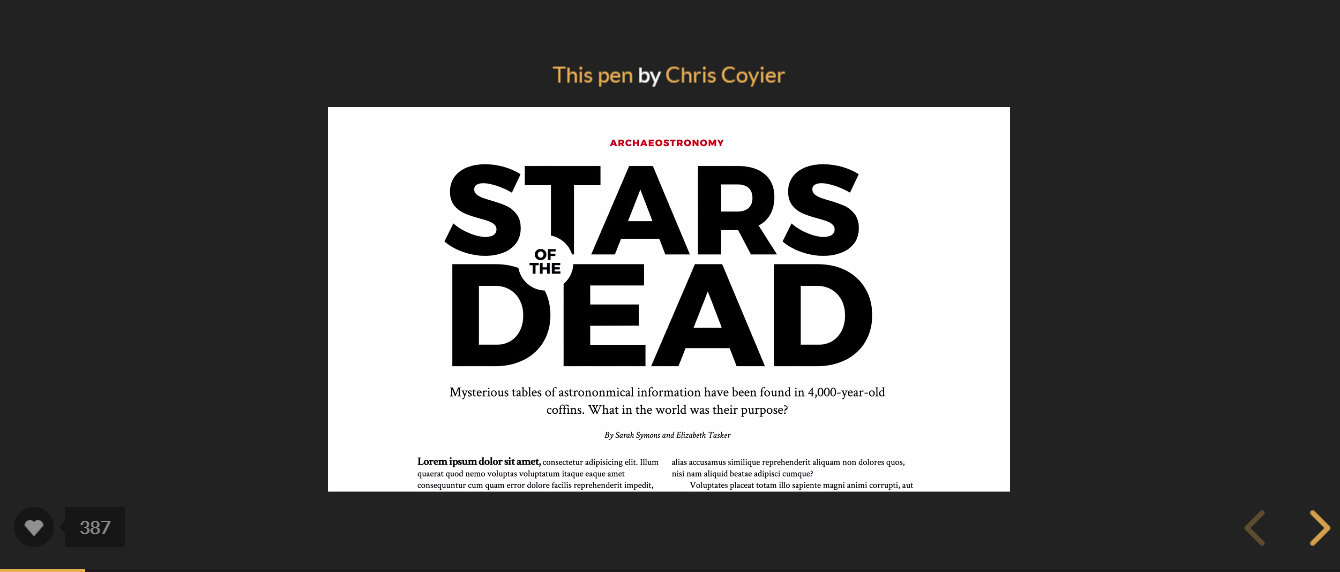 This pen by Chris Coyier
ARCHAEOSTRONOMY
STARS
OF
THE
DEAD
Mysterious tables of astrononmical information have been found in 4,000-year-old
coffins. What in the world was their purpose?
By Sarah Symons and Elizabeth Tasker
Lorem ipsum dolor sit amet, consectetur adipisicing elit. Illum
quaerat quod nemo voluptas voluptatum itaque eaque amet
consequuntur cum quam error dolore facilis reprehenderit impedit,
alias accusamus similique reprehenderit aliquam non dolores quos,
nisi nam aliquid beatae adipisci cumque?
Voluptates placeat totam illo sapiente magni animi corrupti, aut
387